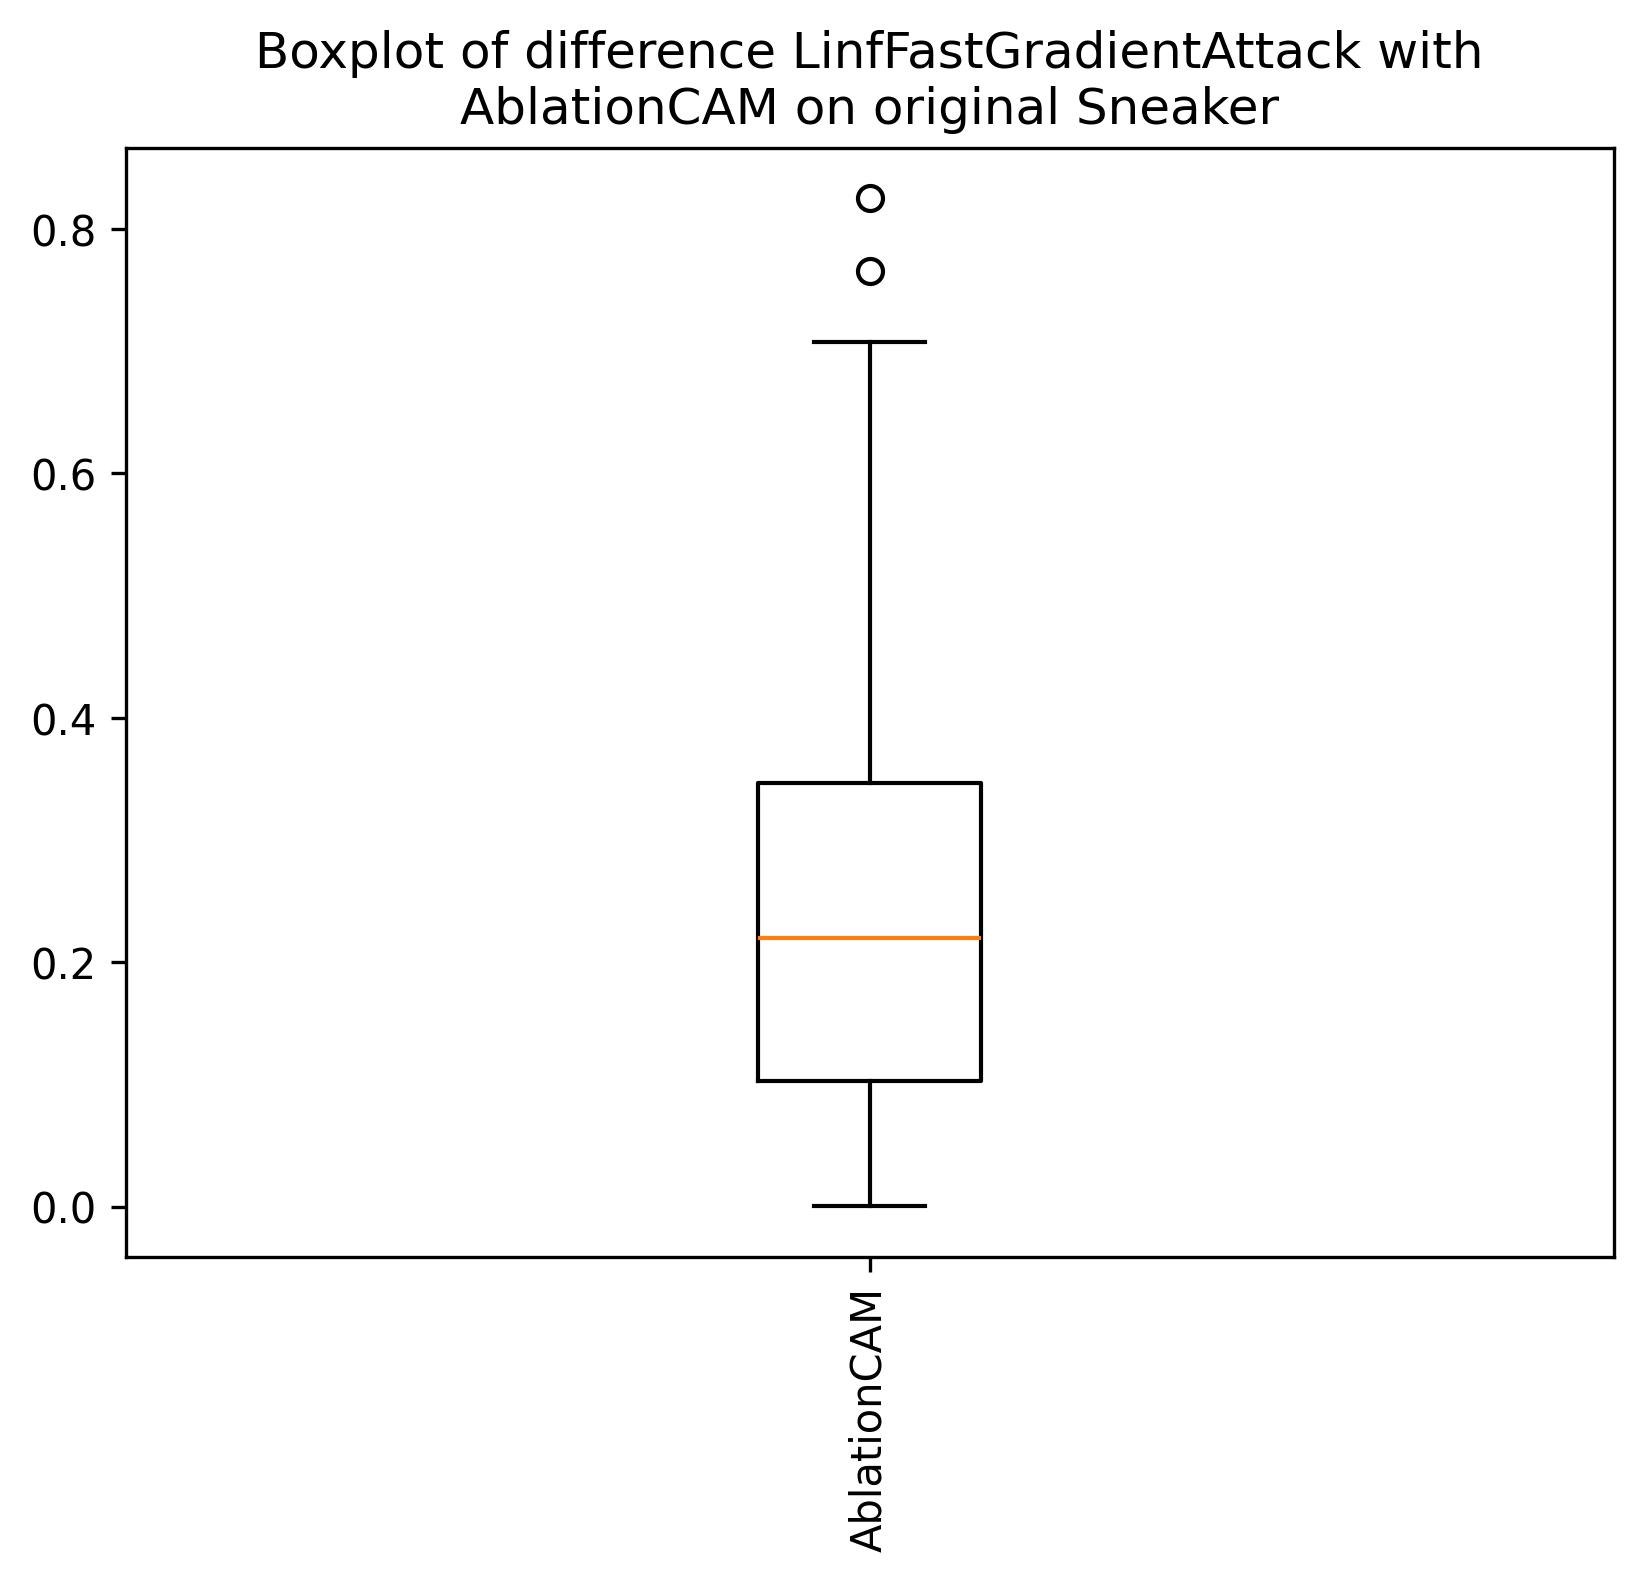 Boxplot of difference LinfFastGradientAttack with
AblationCAM on original Sneaker
0.8
0.6
0.4
0.2
0.0
AblationCAM